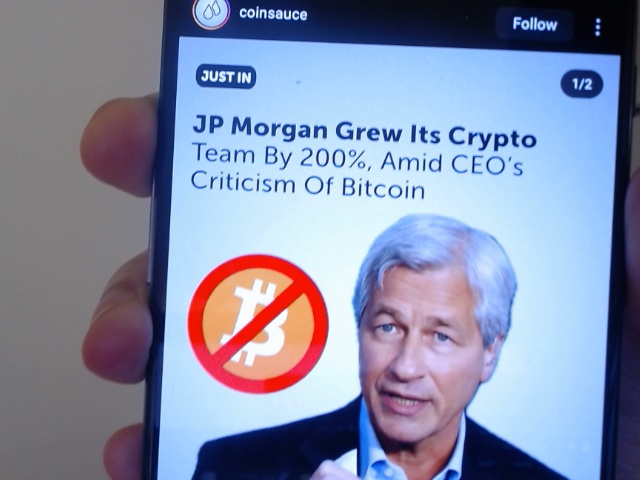 coinsauce
Follow
JUST IN
1/2
JP Morgan Grew Its Crypto
Team By 200%, Amid CEO's
Criticism Of Bitcoin